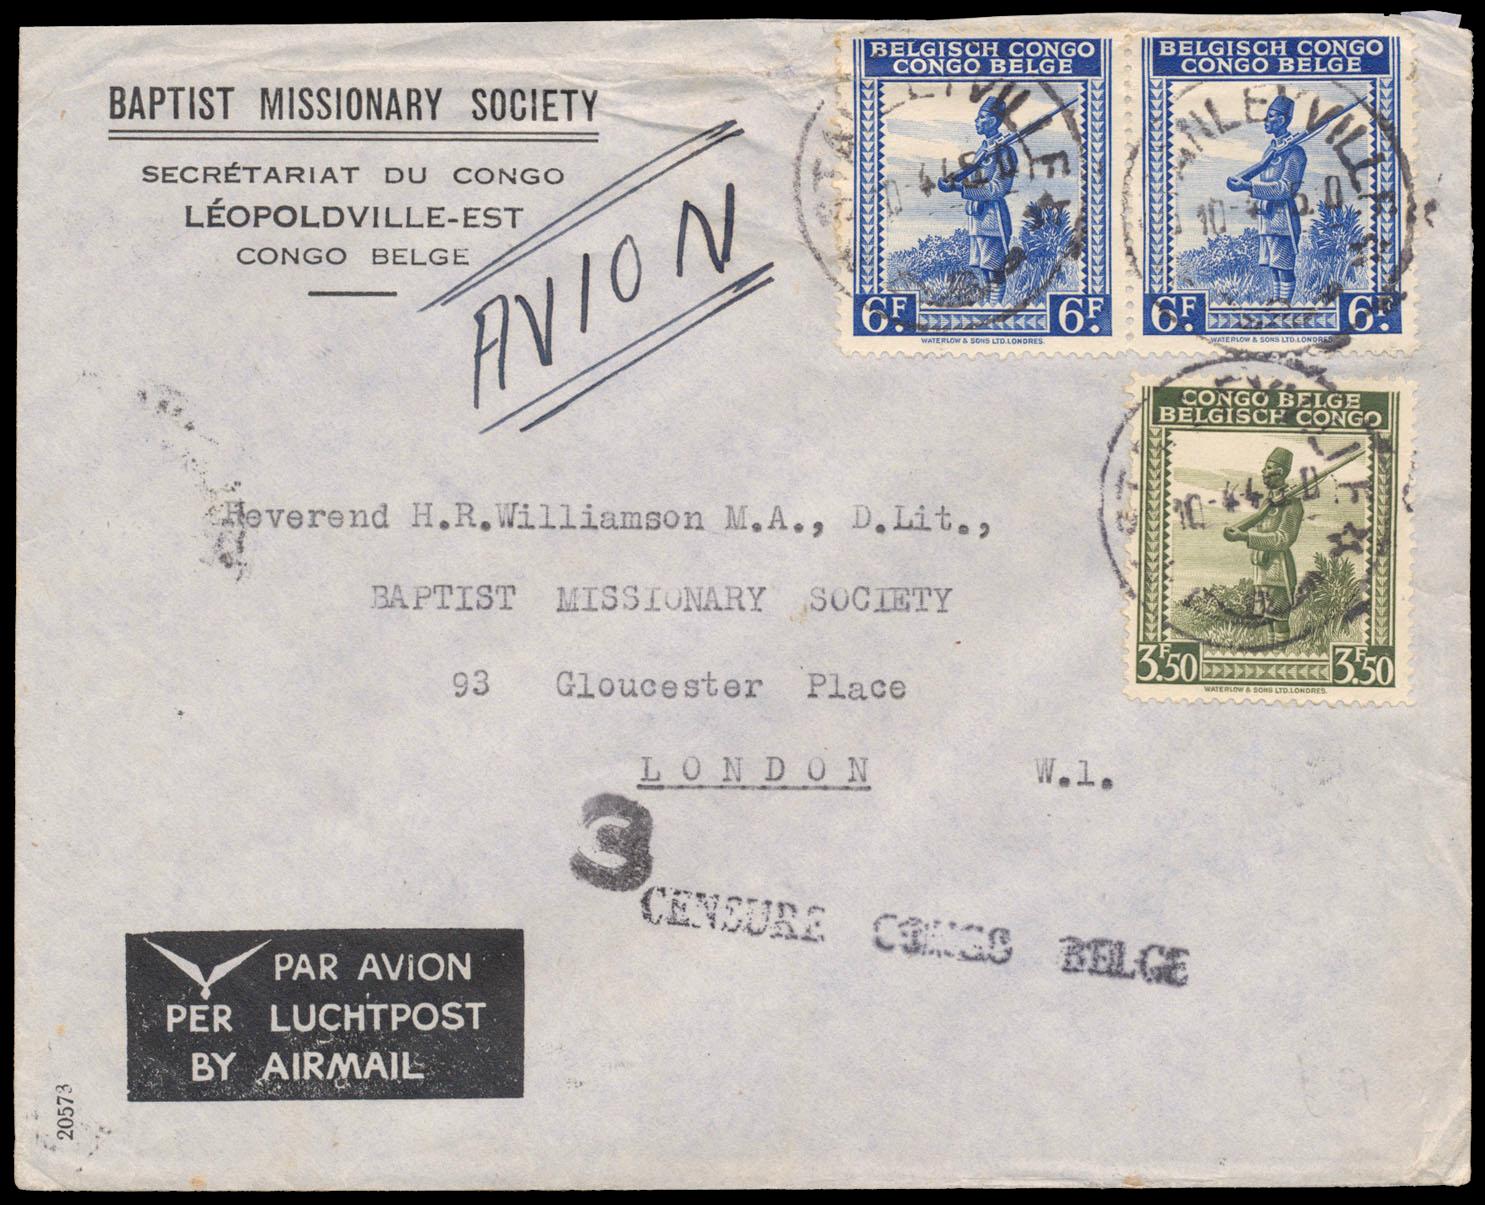 BAPTIST MISSIONARY SOCIETY
SECRÉTARIAT DU CONGO
LÉOPOLDVILLE-EST
CONGO BELGE
AVION
BELGISCH CONGO
CONGO BELGE
6F. 6F.
WATERLOW & SONS LTD. LONDRES.
BELGISCH CONGO
CONGO BELGE
6F. 6F.
WATERLOW & SONS LTD. LONDRES.
STANLEYVILLE
STANLEYVILLE
CONGO BELGE
BELGISCH CONGO
3F.50 3F.50
WATERLOW & SONS LTD. LONDRES.
Reverend H.R.Williamson M.A., D.Lit.,
BAPTIST MISSIONARY SOCIETY
93 Gloucester Place
LONDON W.1.
C
CENSURE CONGO BELGE
PAR AVION
PER LUCHTPOST
BY AIRMAIL
20573